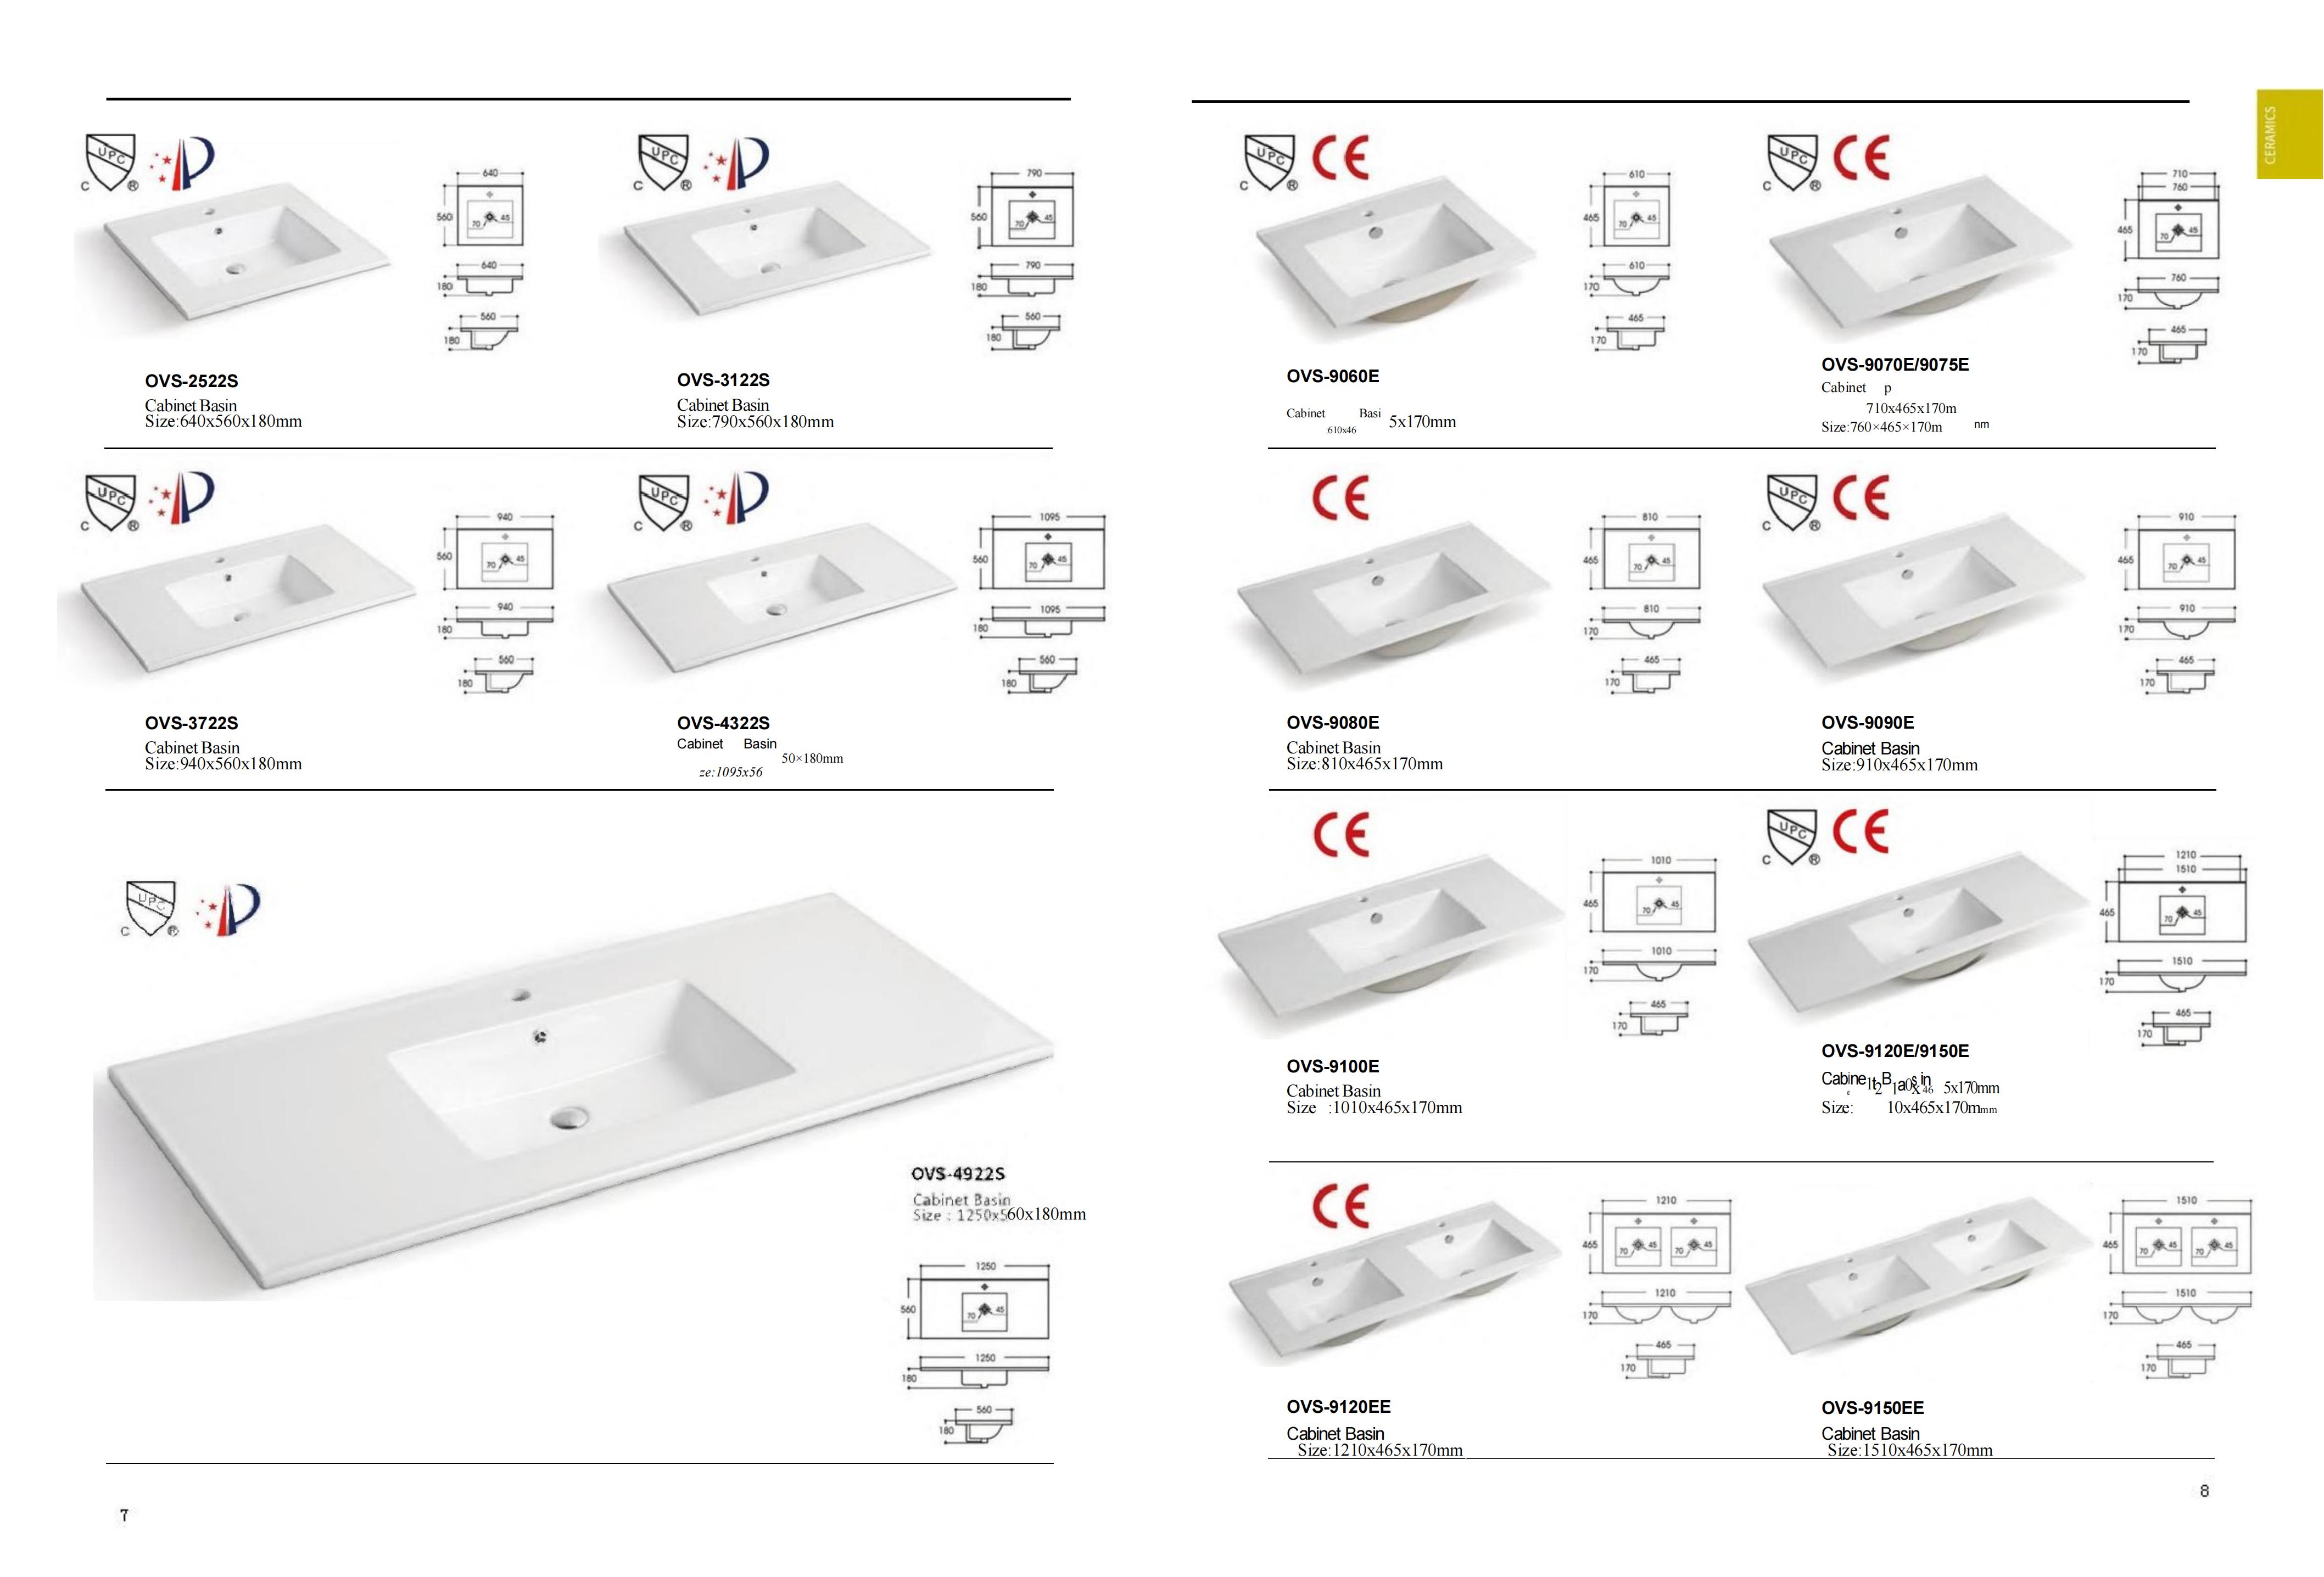 CERAMICS
UPC
C ®
640
560
70 45
640
180
560
180
OVS-2522S
Cabinet Basin
Size:640x560x180mm
UPC
C ®
790
560
70 45
790
180
560
180
OVS-3122S
Cabinet Basin
Size:790x560x180mm
UPC
C ®
940
560
70 45
940
180
560
180
OVS-3722S
Cabinet Basin
Size:940x560x180mm
UPC
C ®
1095
560
70 45
1095
180
560
180
OVS-4322S
Cabinet Basin
50×180mm
ze:1095x56
UPC
C ®
OVS-4922S
Cabinet Basin
Size : 1250x560x180mm
1250
560
70 45
1250
180
560
180
7
UPC
C ®
CE
610
465
70 45
610
170
465
170
OVS-9060E
Cabinet Basi
:610x46 5x170mm
UPC
C ®
CE
710
760
465
70 45
760
170
465
170
OVS-9070E/9075E
Cabinet p
710x465x170m
Size:760×465×170m nm
CE
810
465
70 45
810
170
465
170
OVS-9080E
Cabinet Basin
Size:810x465x170mm
UPC
C ®
CE
910
465
70 45
910
170
465
170
OVS-9090E
Cabinet Basin
Size:910x465x170mm
CE
1010
465
70 45
1010
170
465
170
OVS-9100E
Cabinet Basin
Size :1010x465x170mm
UPC
C ®
CE
1210
1510
465
70 45
1510
170
465
170
OVS-9120E/9150E
5x170mm
Size: 10x465x170mmm
CE
1210
465
70 45 70 45
1210
170
465
170
OVS-9120EE
Cabinet Basin
Size:1210x465x170mm
1510
465
70 45 70 45
1510
170
465
170
OVS-9150EE
Cabinet Basin
Size:1510x465x170mm
8